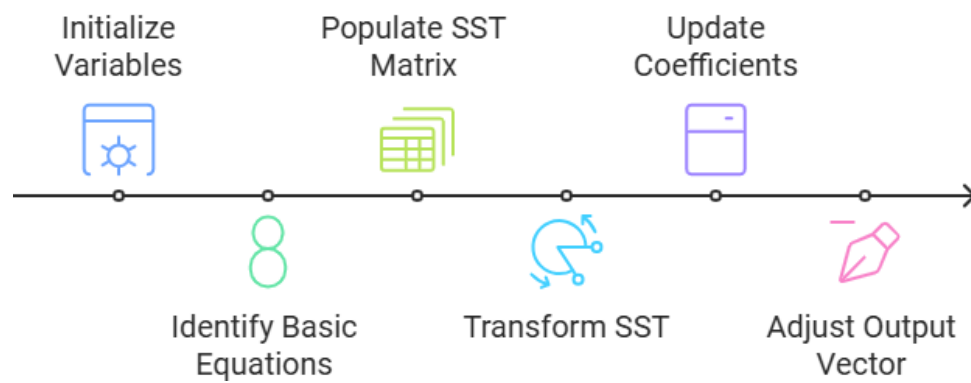 Initialize
Variables
Populate SST
Matrix
Update
Coefficients
Identify Basic
Equations
Transform SST
Adjust Output
Vector